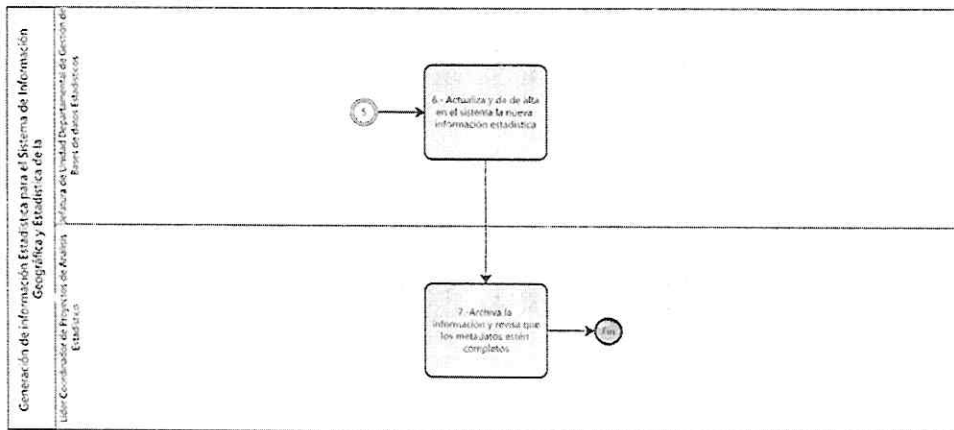 Generación de información Estadística para el Sistema de Información
Geográfica y Estadística de la
Jefatura de Unidad Departamental de Gestión de
Bases de datos Estadísticos
5
6.- Actualiza y da de alta
en el sistema la nueva
información estadística
Líder Coordinador de Proyectos de Análisis
Estadístico
7.-Archiva la
información y revisa que
los metadatos estén
completos
Fin